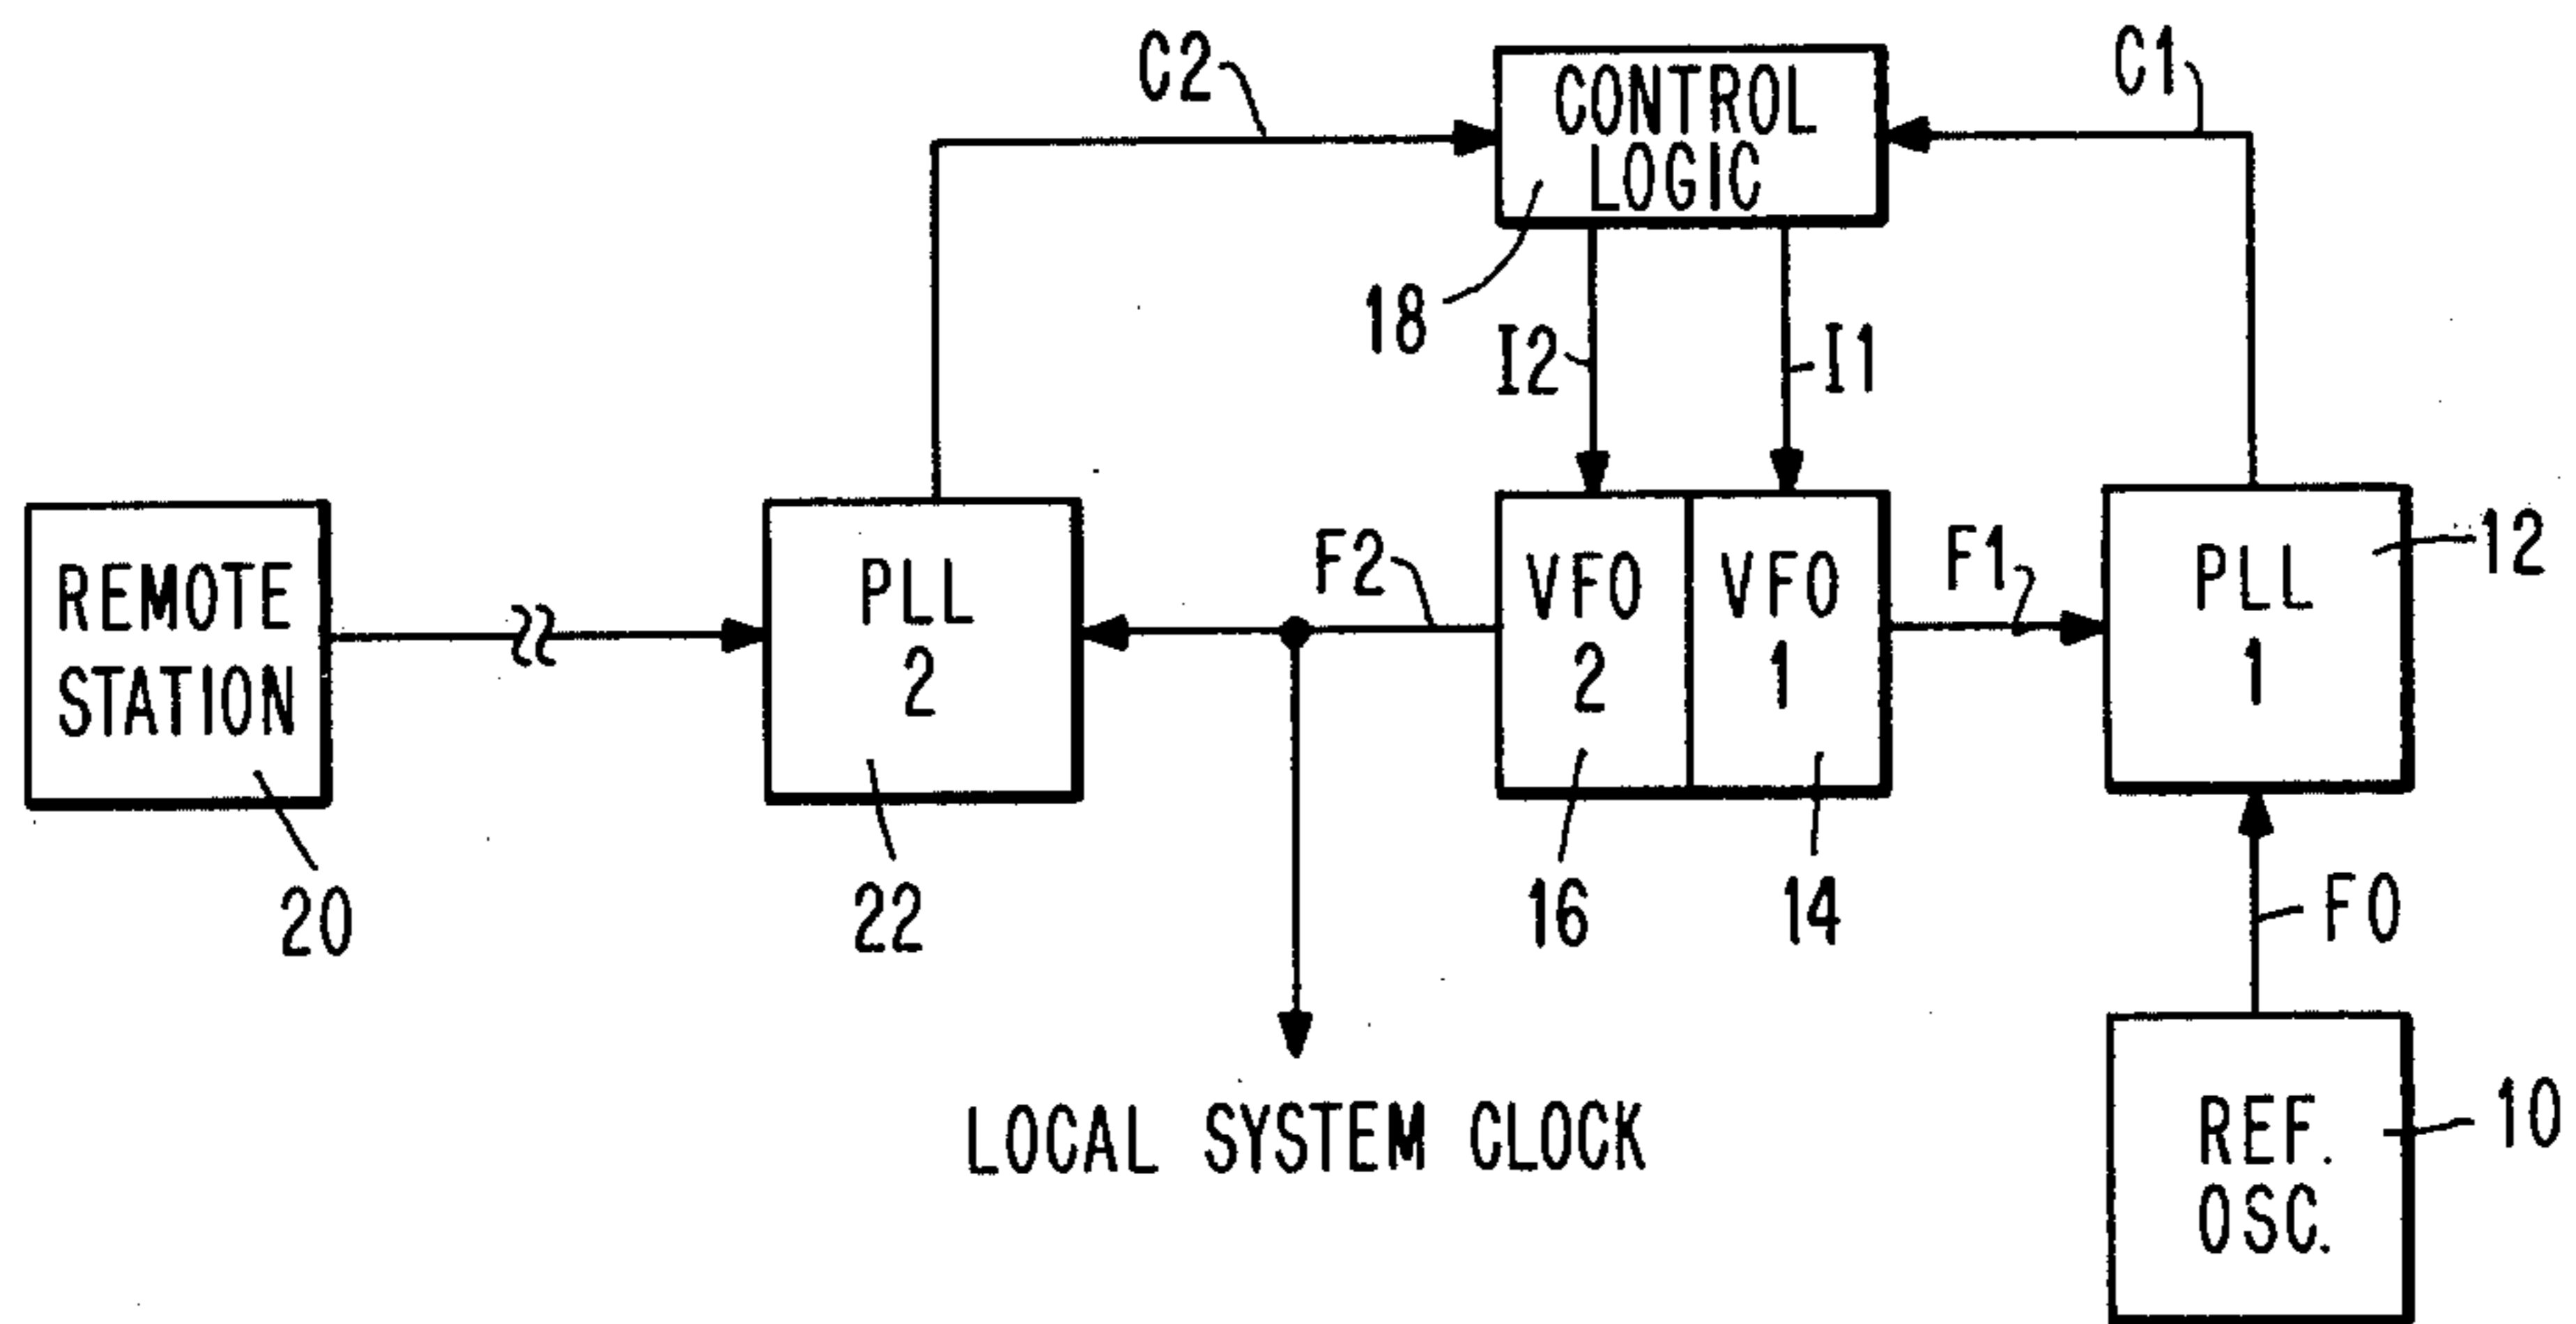 C2
CONTROL
LOGIC
C1
18
I2
I1
REMOTE
STATION
PLL
2
F2
VFO
2
VFO
1
F1
PLL
1
12
20
22
16
14
F0
LOCAL SYSTEM CLOCK
REF.
OSC.
10